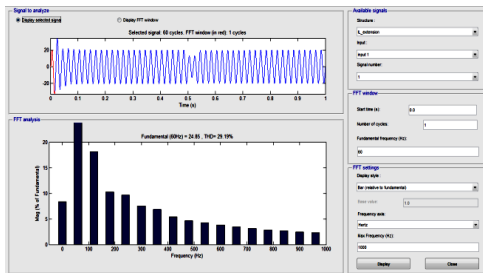 Signal to analyze
Display selected signal
Display FFT window
Selected signal: 60 cycles. FFT window (in red): 1 cycles
20
0
-20
0 0.1 0.2 0.3 0.4 0.5 0.6 0.7 0.8 0.9 1
Time (s)
FFT analysis
Fundamental (60Hz) = 24.85 , THD= 29.19%
Mag (% of Fundamental)
20
15
10
5
0
0 100 200 300 400 500 600 700 800 900 1000
Frequency (Hz)
Available signals
Structure :
Input :
input 1
Signal number:
1
FFT window
Start time (s):
0.0
Number of cycles:
1
Fundamental frequency (Hz):
60
FFT settings
Display style :
Bar (relative to fundamental)
Base value:
1.0
Frequency axis:
Hertz
Max Frequency (Hz):
1000
Display
Close